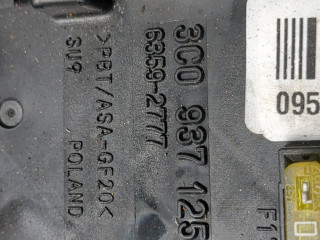 3C0 937 125
6359-2777
>PBT/ASA-GF20<
SU9 POLAND
095
F1